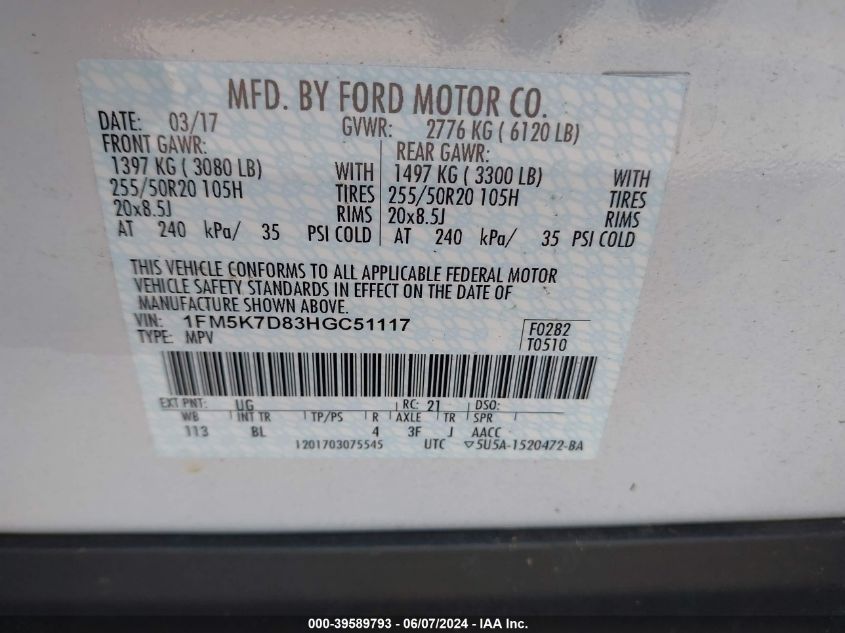 MFD. BY FORD MOTOR CO.
DATE: 03/17 GVWR: 2776 KG ( 6120 LB)
FRONT GAWR: REAR GAWR:
1397 KG ( 3080 LB) WITH 1497 KG ( 3300 LB) WITH
255/50R20 105H TIRES 255/50R20 105H TIRES
20x8.5J RIMS 20x8.5J RIMS
AT 240 kPa/ 35 PSI COLD AT 240 kPa/ 35 PSI COLD
THIS VEHICLE CONFORMS TO ALL APPLICABLE FEDERAL MOTOR
VEHICLE SAFETY STANDARDS IN EFFECT ON THE DATE OF
MANUFACTURE SHOWN ABOVE.
VIN: 1FM5K7D83HGC51117 F0282
TYPE: MPV T0510
EXT PNT: UG RC: 21 DSO:
WB INT TR TP/PS R AXLE TR SPR
113 BL 4 3F J AACC
1201703075545 UTC ▽5U5A-1520472-BA
000-39589793 - 06/07/2024 - IAA Inc.